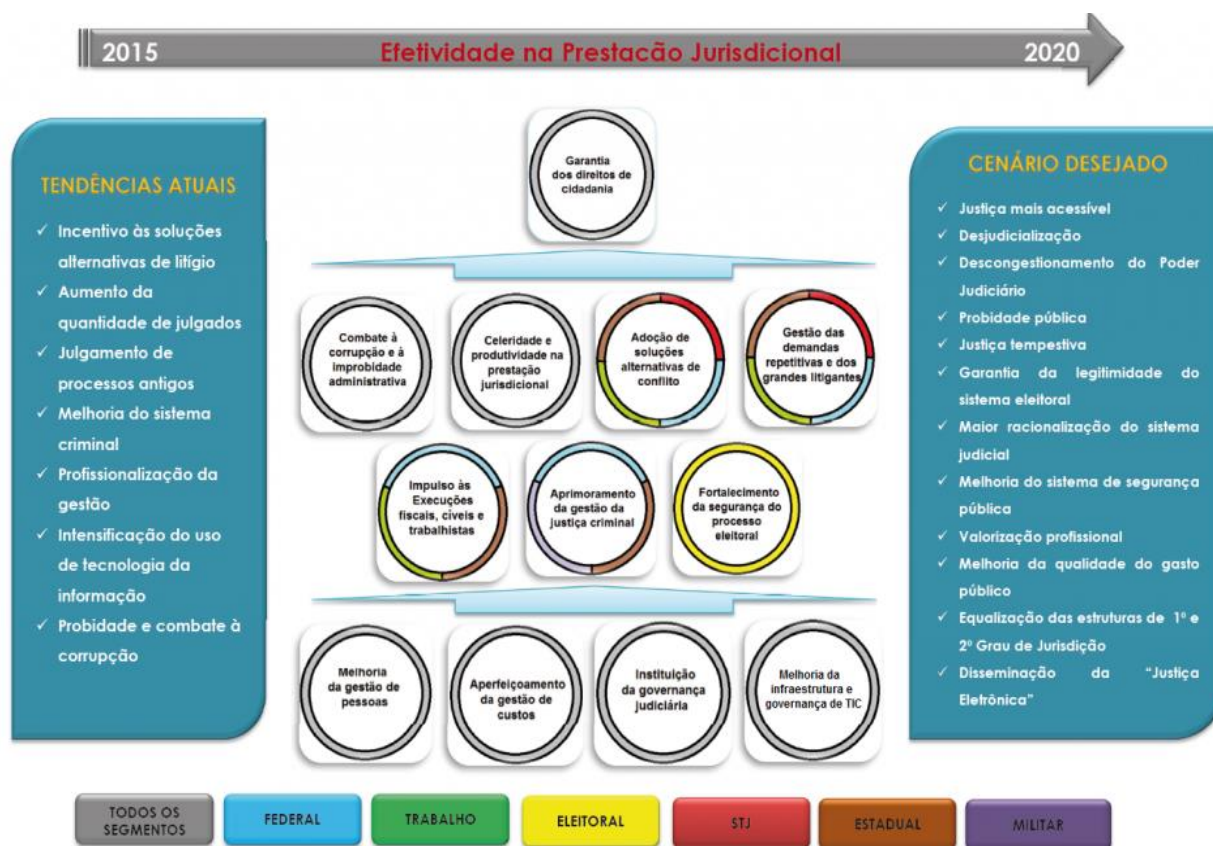 2015
Efetividade na Prestacão Jurisdicional
2020
TENDÊNCIAS ATUAIS
✓ Incentivo às soluções
alternativas de litígio
✓ Aumento da
quantidade de julgados
✓ Julgamento de
processos antigos
✓ Melhoria do sistema
criminal
✓ Profissionalização da
gestão
✓ Intensificação do uso
de tecnologia da
informação
✓ Probidade e combate à
corrupção
Garantia
dos direitos de
cidadania
Combate à
corrupção e à
improbidade
administrativa
Celeridade e
produtividade na
prestação
jurisdicional
Adoção de
soluções
alternativas de
conflito
Gestão das
demandas
repetitivas e dos
grandes litigantes
Impulso às
Execuções
fiscais, cíveis e
trabalhistas
Aprimoramento
da gestão da
justiça criminal
Fortalecimento
da segurança do
processo
eleitoral
Melhoria
da gestão de
pessoas
Aperfeiçoamento
da gestão de
custos
Instituição
da governança
judiciária
Melhoria da
infraestrutura e
governança de TIC
CENÁRIO DESEJADO
✓ Justiça mais acessível
✓ Desjudicialização
✓ Descongestionamento do Poder
Judiciário
✓ Probidade pública
✓ Justiça tempestiva
✓ Garantia da legitimidade do
sistema eleitoral
✓ Maior racionalização do sistema
judicial
✓ Melhoria do sistema de segurança
pública
✓ Valorização profissional
✓ Melhoria da qualidade do gasto
público
✓ Equalização das estruturas de 1º e
2º Grau de Jurisdição
✓ Disseminação da "Justiça
Eletrônica"
TODOS OS
SEGMENTOS
FEDERAL
TRABALHO
ELEITORAL
STJ
ESTADUAL
MILITAR